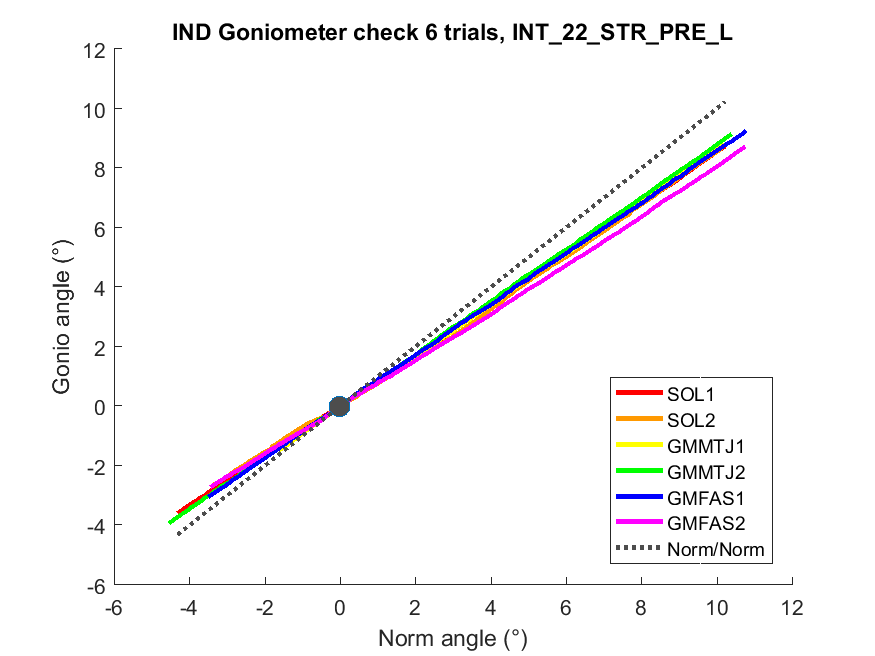 IND Goniometer check 6 trials, INT_22_STR_PRE_L
12
10
8
6
4
2
0
-2
-4
-6
Gonio angle (°)
-6
-4
-2
0
2
4
6
8
10
12
Norm angle (°)
SOL1
SOL2
GMMTJ1
GMMTJ2
GMFAS1
GMFAS2
Norm/Norm